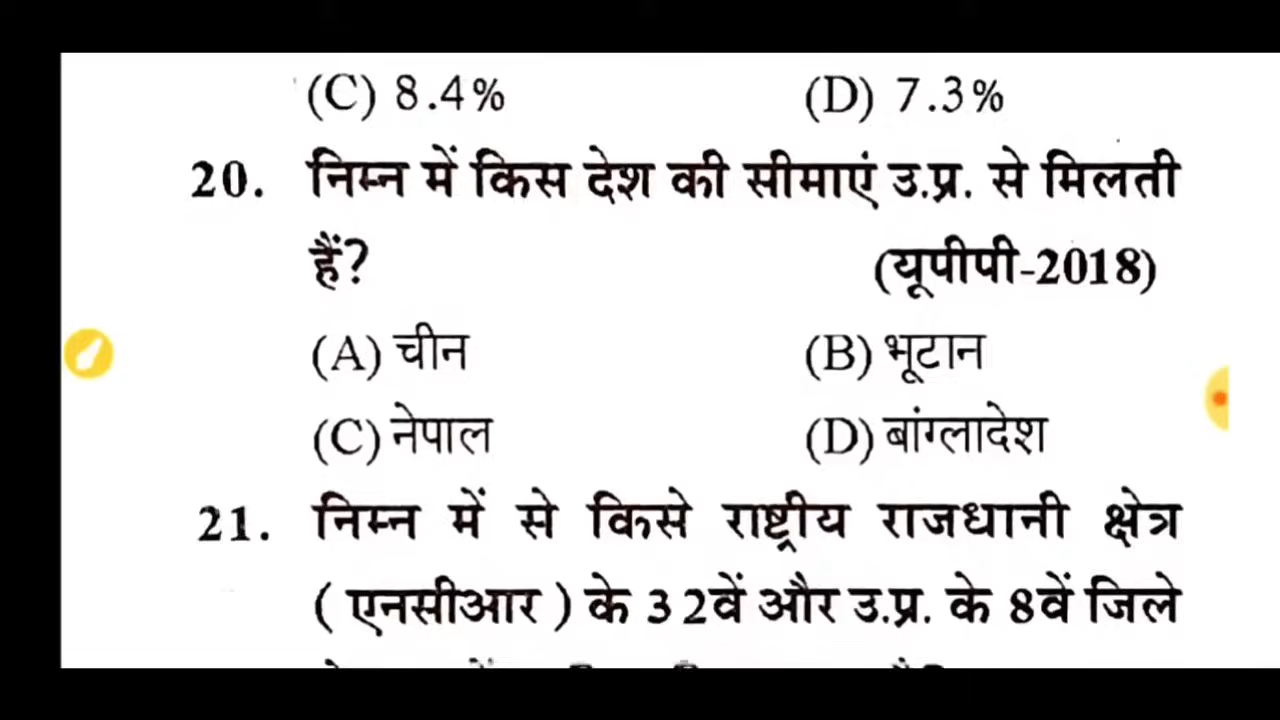 (C) 8.4% (D) 7.3%
20. निम्न में किस देश की सीमाएं उ.प्र. से मिलती
हैं? (यूपीपी-2018)
(A) चीन (B) भूटान
(C) नेपाल (D) बांग्लादेश
21. निम्न में से किसे राष्ट्रीय राजधानी क्षेत्र
( एनसीआर ) के 32वें और उ.प्र. के 8वें जिले